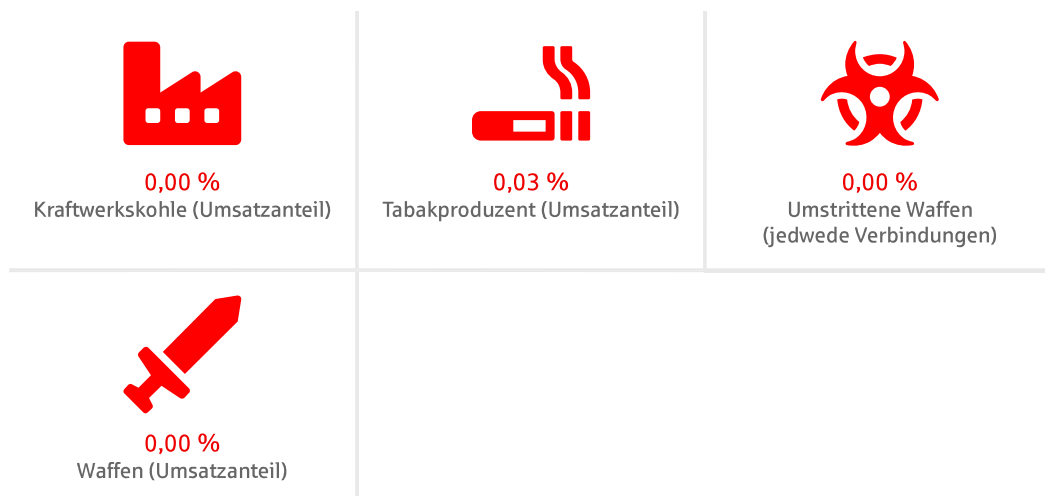 0,00 %
Kraftwerkskohle (Umsatzanteil)
0,03 %
Tabakproduzent (Umsatzanteil)
0,00 %
Umstrittene Waffen
(jedwede Verbindungen)
0,00 %
Waffen (Umsatzanteil)